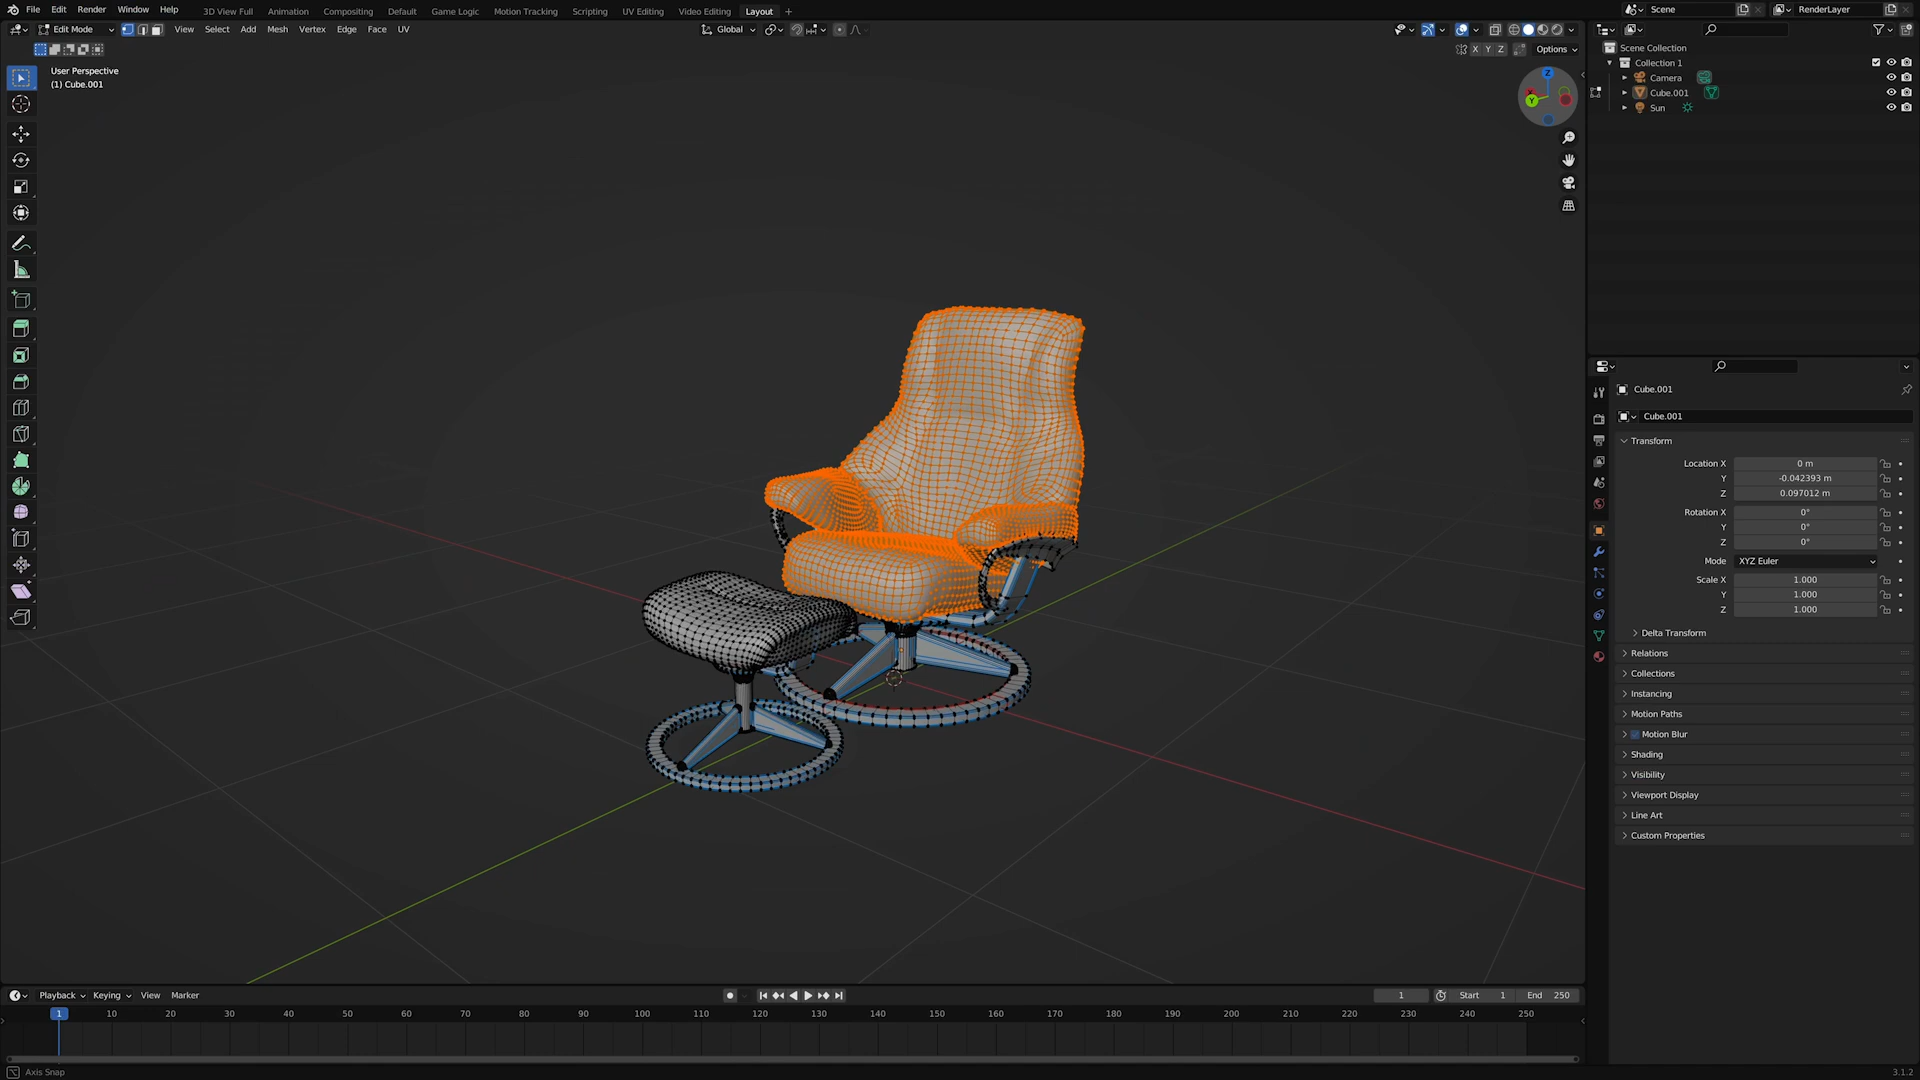 File Edit Render Window Help 3D View Full Animation Compositing Default Game Logic Motion Tracking Scripting UV Editing Video Editing Layout + Scene RenderLayer
Edit Mode View Select Add Mesh Vertex Edge Face UV Global
X Y Z Options
User Perspective
(1) Cube.001
Z
Y
Scene Collection
Collection 1
Camera
Cube.001
Sun
Cube.001
Cube.001
Transform
Location X 0 m
Y -0.042393 m
Z 0.097012 m
Rotation X 0°
Y 0°
Z 0°
Mode XYZ Euler
Scale X 1.000
Y 1.000
Z 1.000
Delta Transform
Relations
Collections
Instancing
Motion Paths
Motion Blur
Shading
Visibility
Viewport Display
Line Art
Custom Properties
Playback Keying View Marker 1 Start 1 End 250
1 10 20 30 40 50 60 70 80 90 100 110 120 130 140 150 160 170 180 190 200 210 220 230 240 250
Axis Snap 3.1.2